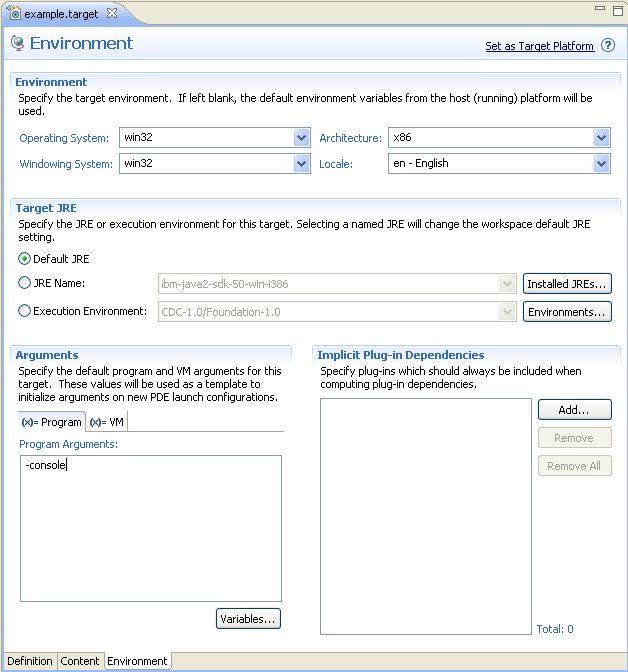 example.target
Environment
Set as Target Platform
?
Environment
Specify the target environment.  If left blank, the default environment variables from the host (running) platform will be
used.
Operating System: win32 Architecture: x86
Windowing System: win32 Locale: en - English
Target JRE
Specify the JRE or execution environment for this target. Selecting a named JRE will change the workspace default JRE
setting.
Default JRE
JRE Name: ibm-java2-sdk-50-win-i386 Installed JREs...
Execution Environment: CDC-1.0/Foundation-1.0 Environments...
Arguments
Specify the default program and VM arguments for this
target.  These values will be used as a template to
initialize arguments on new PDE launch configurations.
(x)= Program (x)= VM
Program Arguments:
-console
Variables...
Implicit Plug-in Dependencies
Specify plug-ins which should always be included when
computing plug-in dependencies.
Add...
Remove
Remove All
Total: 0
Definition Content Environment